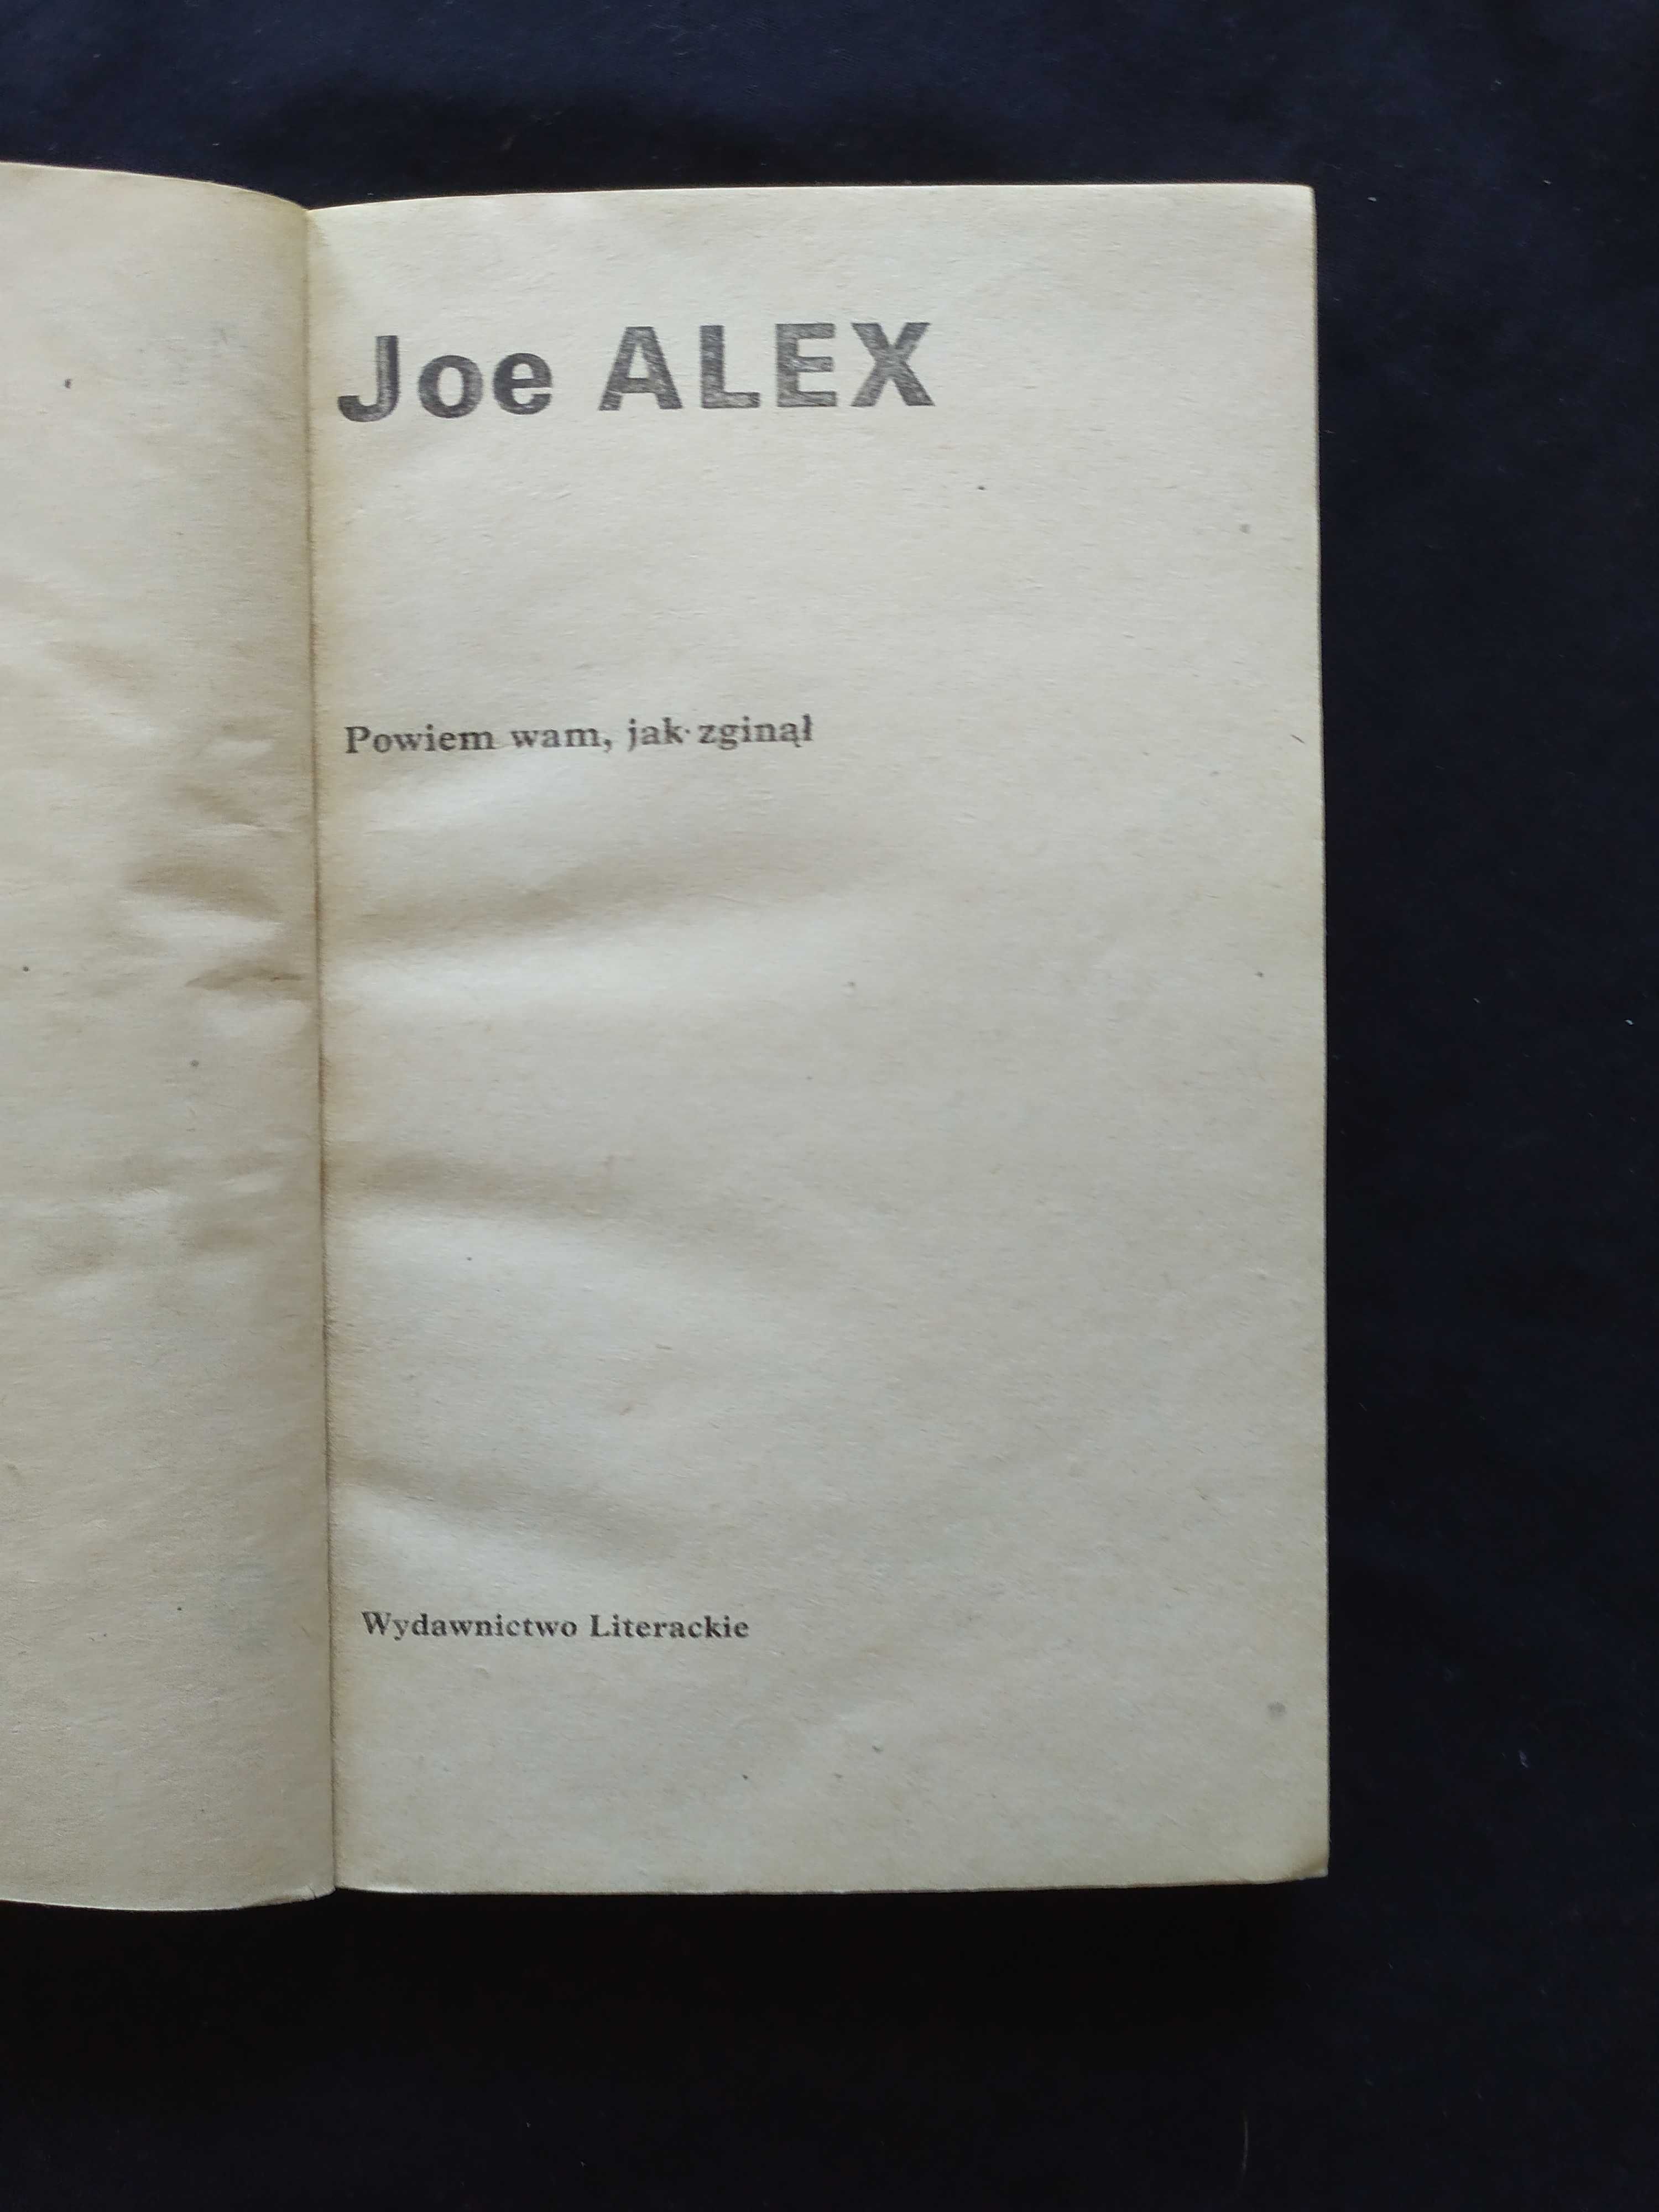 Joe ALEX
Powiem wam, jak zginął
Wydawnictwo Literackie